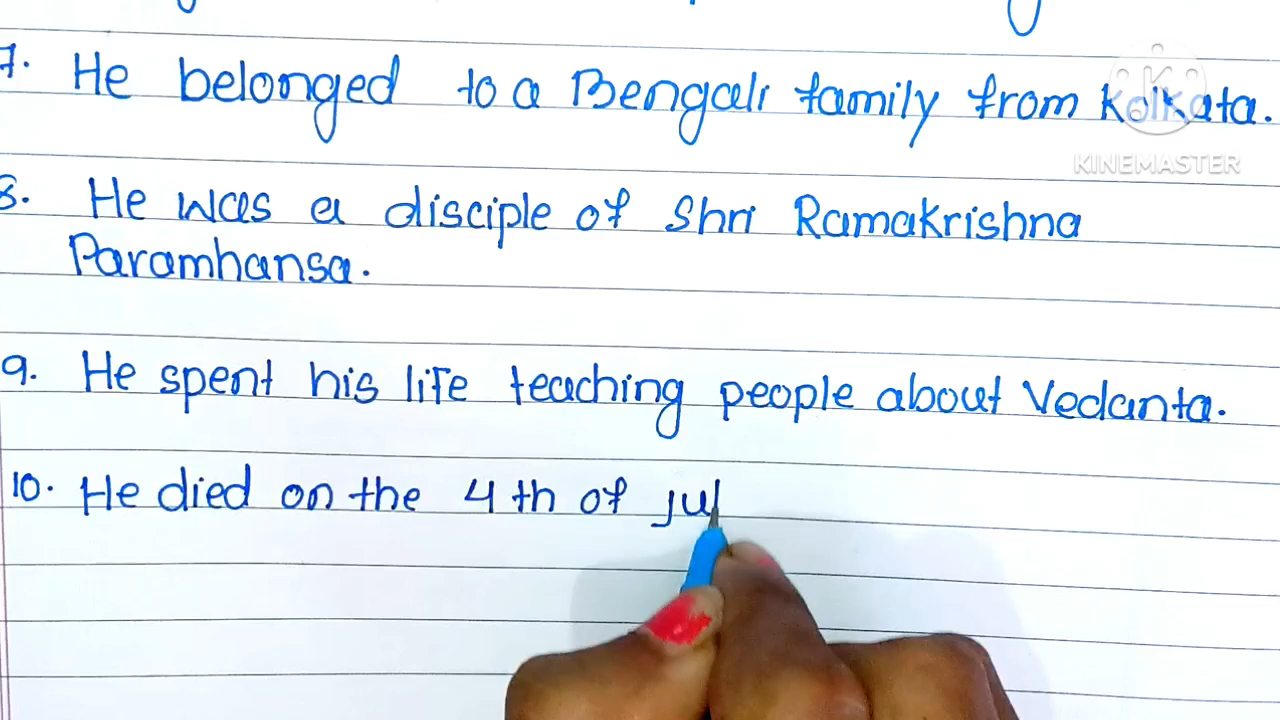 7. He belonged to a Bengali family from Kolkata.
KINEMASTER
8. He was a disciple of Shri Ramakrishna
Paramhansa.
9. He spent his life teaching people about Vedanta.
10. He died on the 4th of jul